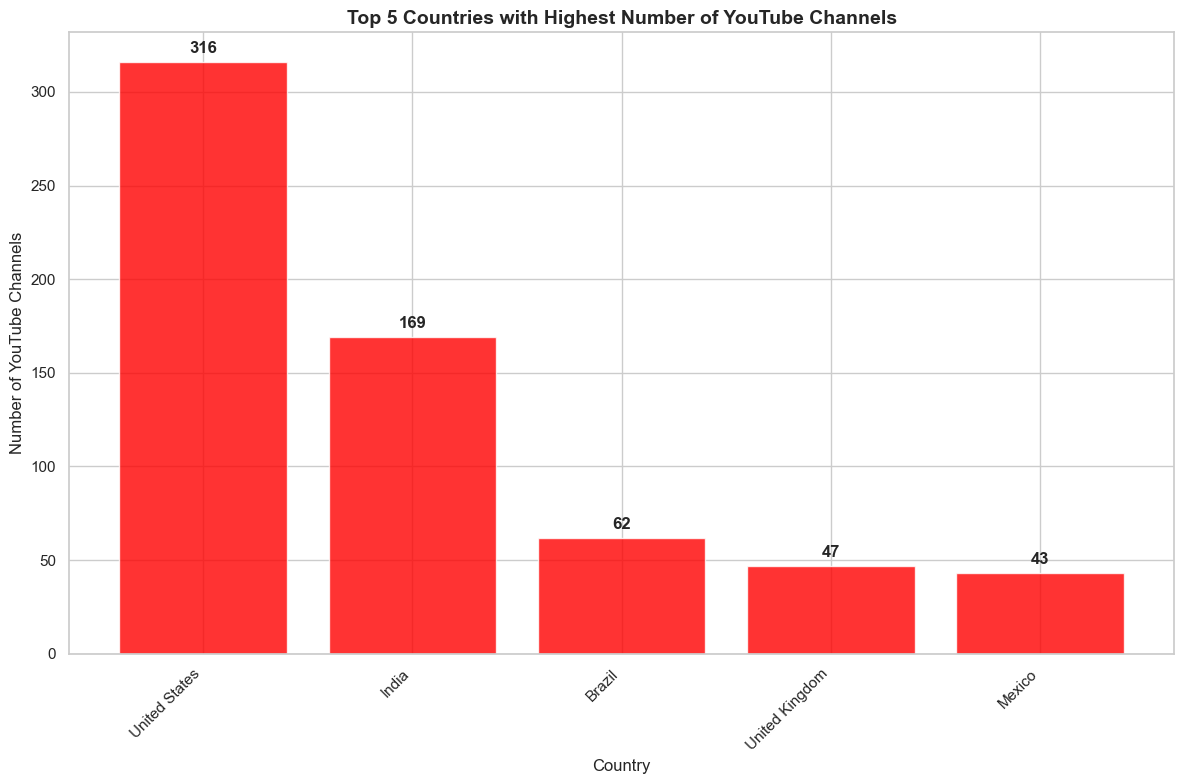 Top 5 Countries with Highest Number of YouTube Channels
316
300
250
200
169
150
100
62
50
47
43
0
Number of YouTube Channels
United States
India
Brazil
United Kingdom
Mexico
Country